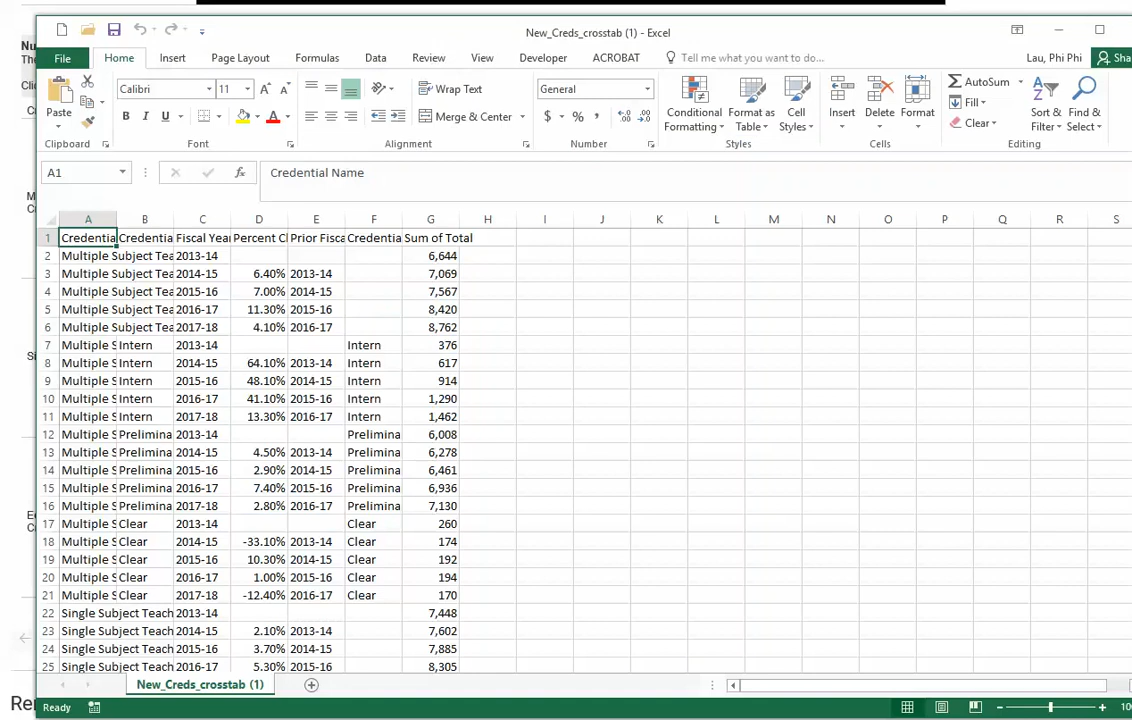 New_Creds_crosstab (1) - Excel
File Home Insert Page Layout Formulas Data Review View Developer ACROBAT Tell me what you want to do... Lau, Phi Phi Sha
Paste Calibri 11 Wrap Text General Conditional Formatting Format as Table Cell Styles Insert Delete Format AutoSum Sort & Filter Find & Select
B I U A Merge & Center $ % , Fill
Clear
Clipboard Font Alignment Number Styles Cells Editing
A1 fx Credential Name
A B C D E F G H I J K L M N O P Q R S
1 Credentia Credentia Fiscal Year Percent Cl Prior Fisca Credentia Sum of Total
2 Multiple Subject Tea 2013-14 6,644
3 Multiple Subject Tea 2014-15 6.40% 2013-14 7,069
4 Multiple Subject Tea 2015-16 7.00% 2014-15 7,567
5 Multiple Subject Tea 2016-17 11.30% 2015-16 8,420
6 Multiple Subject Tea 2017-18 4.10% 2016-17 8,762
7 Multiple S Intern 2013-14 Intern 376
8 Multiple S Intern 2014-15 64.10% 2013-14 Intern 617
9 Multiple S Intern 2015-16 48.10% 2014-15 Intern 914
10 Multiple S Intern 2016-17 41.10% 2015-16 Intern 1,290
11 Multiple S Intern 2017-18 13.30% 2016-17 Intern 1,462
12 Multiple S Prelimina 2013-14 Prelimina 6,008
13 Multiple S Prelimina 2014-15 4.50% 2013-14 Prelimina 6,278
14 Multiple S Prelimina 2015-16 2.90% 2014-15 Prelimina 6,461
15 Multiple S Prelimina 2016-17 7.40% 2015-16 Prelimina 6,936
16 Multiple S Prelimina 2017-18 2.80% 2016-17 Prelimina 7,130
17 Multiple S Clear 2013-14 Clear 260
18 Multiple S Clear 2014-15 -33.10% 2013-14 Clear 174
19 Multiple S Clear 2015-16 10.30% 2014-15 Clear 192
20 Multiple S Clear 2016-17 1.00% 2015-16 Clear 194
21 Multiple S Clear 2017-18 -12.40% 2016-17 Clear 170
22 Single Subject Teach 2013-14 7,448
23 Single Subject Teach 2014-15 2.10% 2013-14 7,602
24 Single Subject Teach 2015-16 3.70% 2014-15 7,885
25 Single Subject Teach 2016-17 5.30% 2015-16 8,305
New_Creds_crosstab (1)
Ready